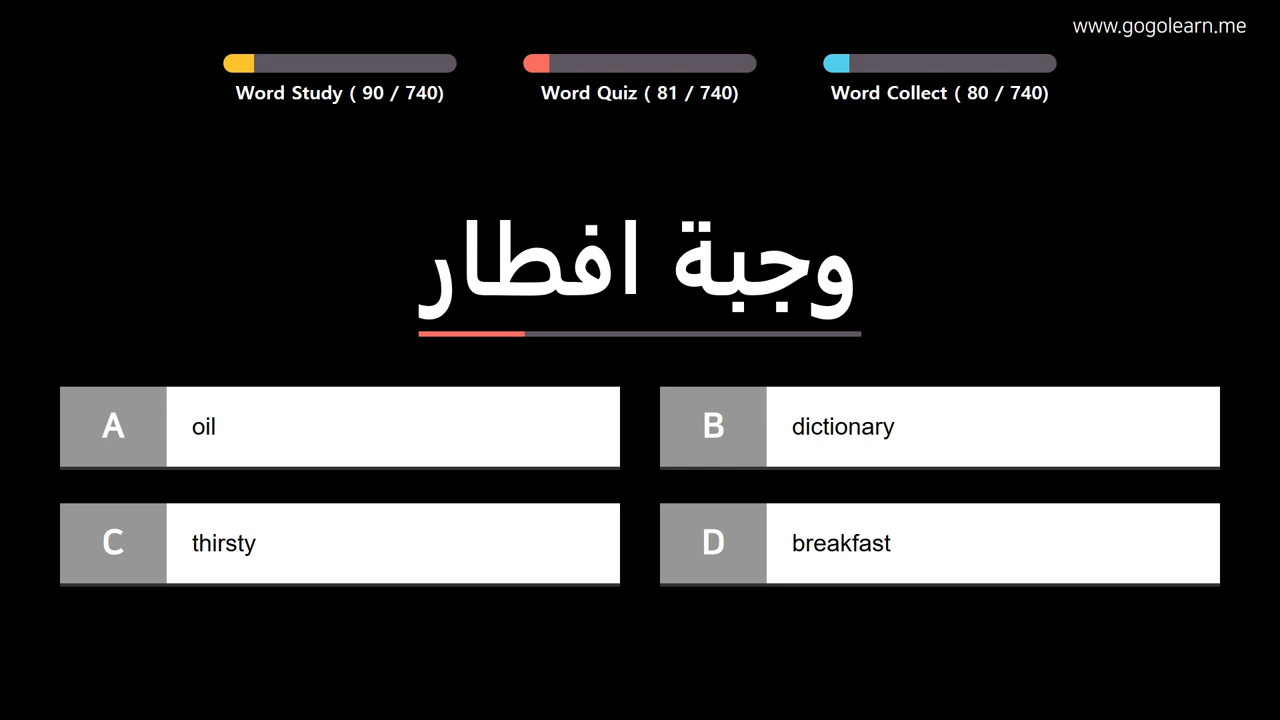 www.gogolearn.me
Word Study ( 90 / 740)
Word Quiz ( 81 / 740)
Word Collect ( 80 / 740)
وجبة افطار
A oil
B dictionary
C thirsty
D breakfast